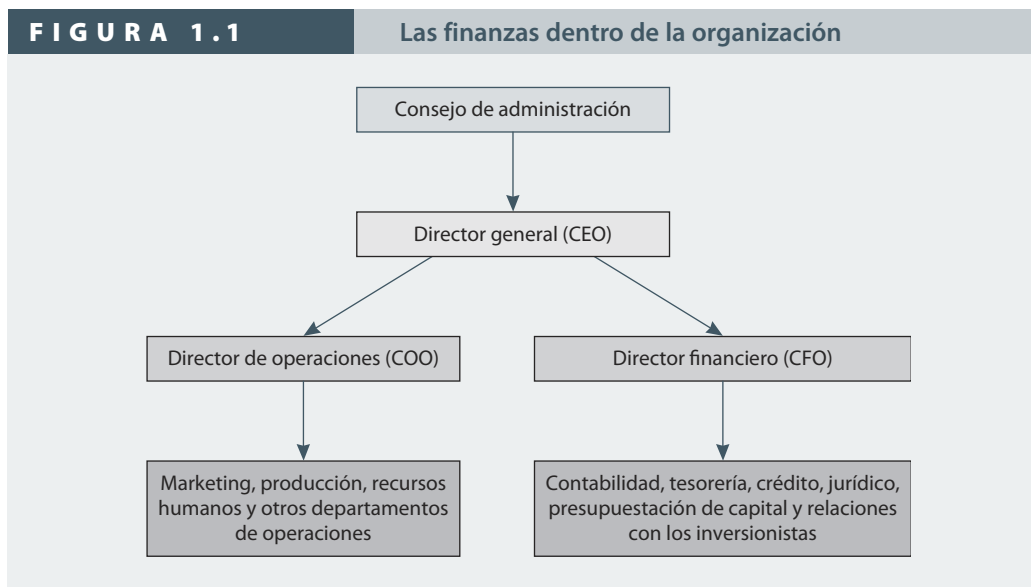 FIGURA 1.1
Las finanzas dentro de la organización
Consejo de administración
Director general (CEO)
Director de operaciones (COO)
Director financiero (CFO)
Marketing, producción, recursos
humanos y otros departamentos
de operaciones
Contabilidad, tesorería, crédito, jurídico,
presupuestación de capital y relaciones
con los inversionistas